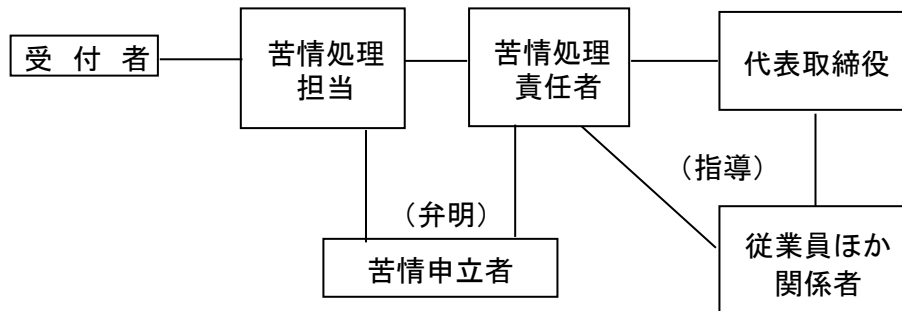 受 付 者
苦情処理
担当
苦情処理
責任者
代表取締役
（指導）
（弁明）
苦情申立者
従業員ほか
関係者